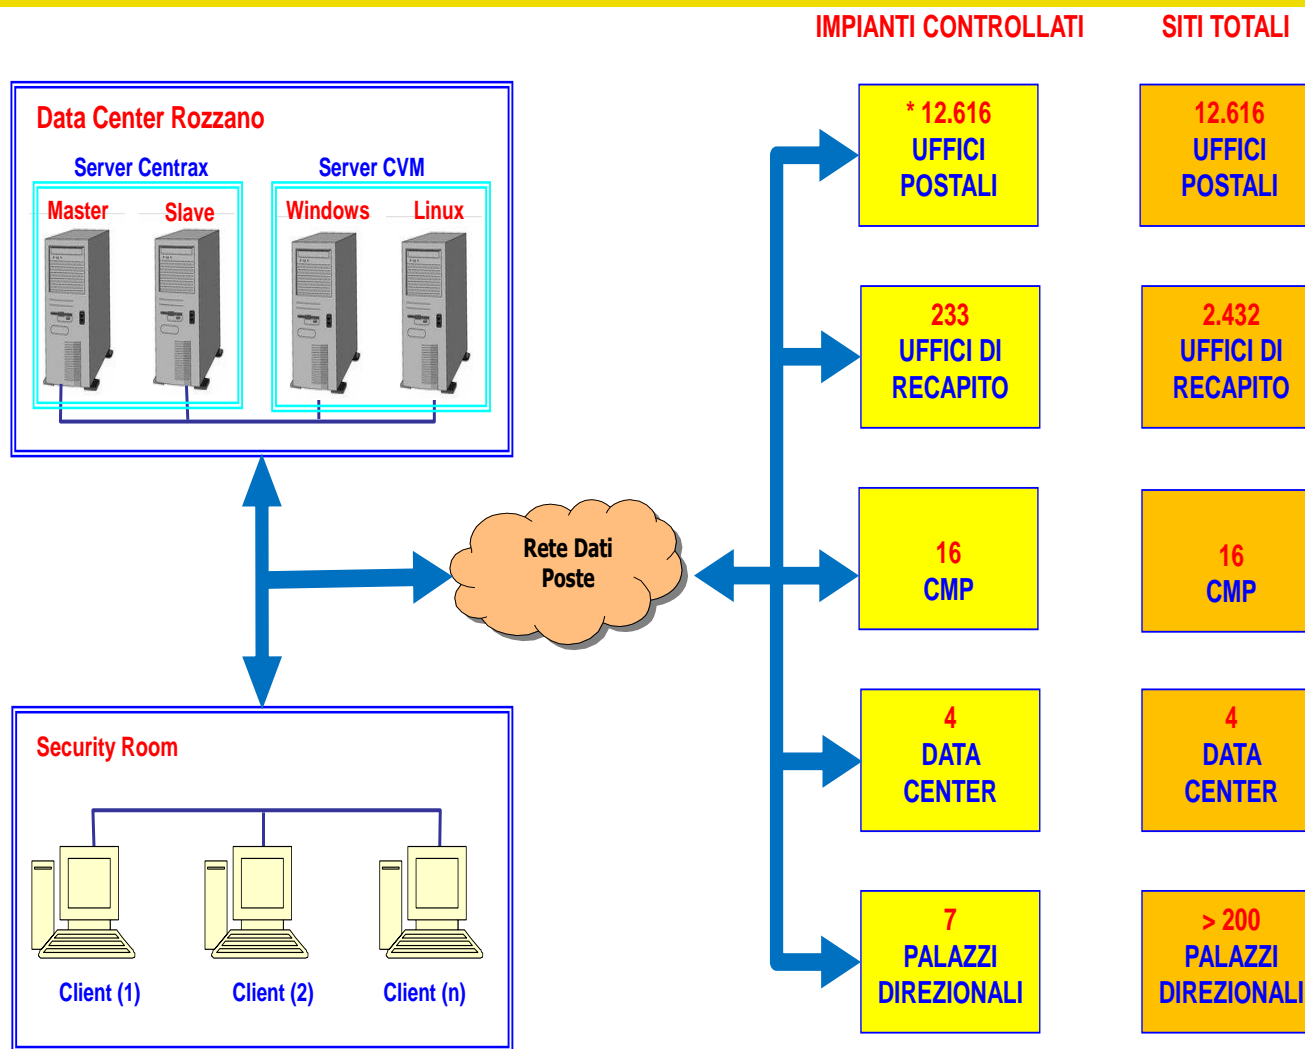 IMPIANTI CONTROLLATI
SITI TOTALI
Data Center Rozzano
Server Centrax
Server CVM
Master
Slave
Windows
Linux
Rete Dati
Poste
Security Room
Client (1)
Client (2)
Client (n)
* 12.616
UFFICI
POSTALI
12.616
UFFICI
POSTALI
233
UFFICI DI
RECAPITO
2.432
UFFICI DI
RECAPITO
16
CMP
16
CMP
4
DATA
CENTER
4
DATA
CENTER
7
PALAZZI
DIREZIONALI
> 200
PALAZZI
DIREZIONALI